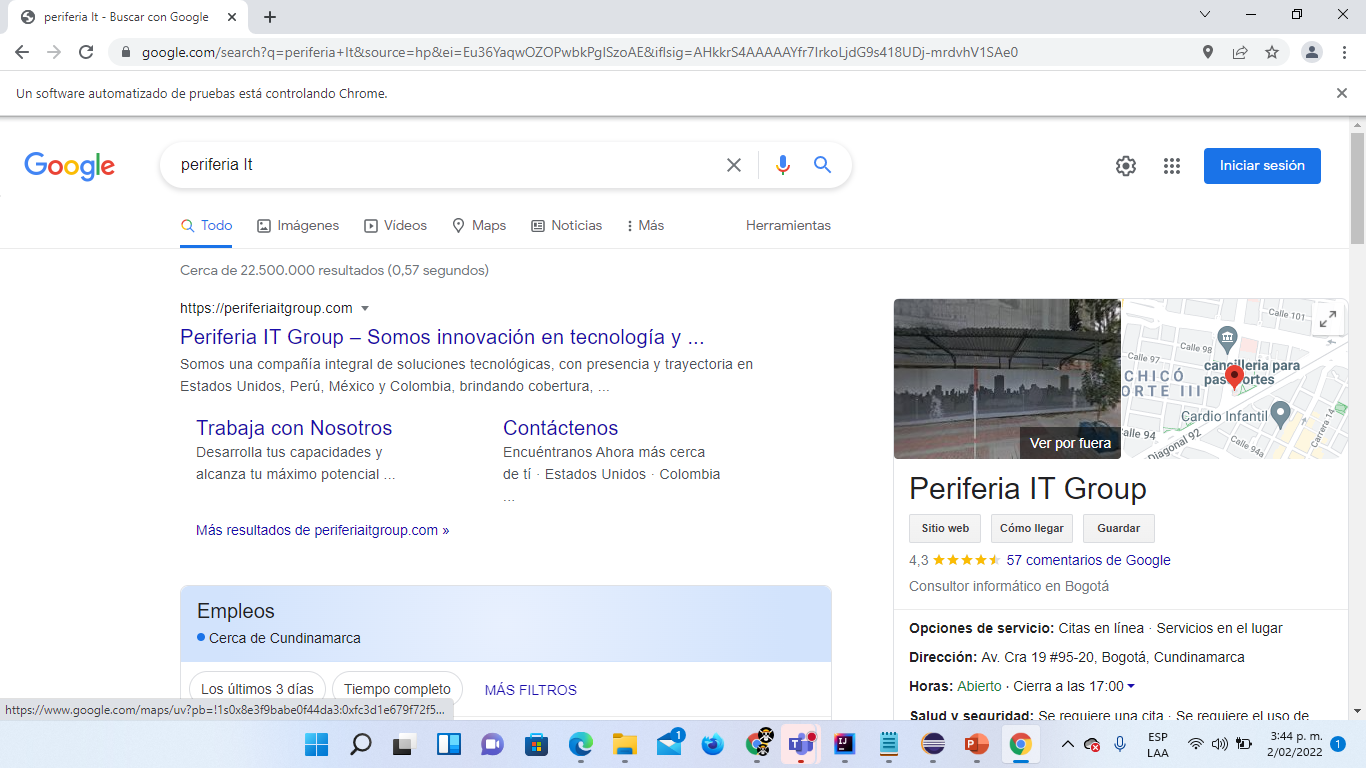 periferia It - Buscar con Google
google.com/search?q=periferia+It&source=hp&ei=Eu36YaqwOZOPwbkPgISzoAE&iflsig=AHkkrS4AAAAAYfr7IrkoLjdG9s418UDj-mrdvhV1SAe0
Un software automatizado de pruebas está controlando Chrome.
Google
periferia It
Iniciar sesión
Todo
Imágenes
Videos
Maps
Noticias
Más
Herramientas
Cerca de 22.500.000 resultados (0,57 segundos)
https://periferiaitgroup.com
Periferia IT Group – Somos innovación en tecnología y ...
Somos una compañía integral de soluciones tecnológicas, con presencia y trayectoria en
Estados Unidos, Perú, México y Colombia, brindando cobertura, ...
Trabaja con Nosotros
Desarrolla tus capacidades y
alcanza tu máximo potencial ...
Contáctenos
Encuéntranos Ahora más cerca
de tí · Estados Unidos · Colombia
...
Más resultados de periferiaitgroup.com »
Empleos
Cerca de Cundinamarca
Los últimos 3 días
Tiempo completo
MÁS FILTROS
Ver por fuera
Calle 101
Calle 98
Calle 97
cancilleria para
pasaportes
CHICÓ
ORTE III
Cardio Infantil
Carrera 14
alle 94
Diagonal 92
Calle 94a
Periferia IT Group
Sitio web
Cómo llegar
Guardar
4,3
57 comentarios de Google
Consultor informático en Bogotá
Opciones de servicio: Citas en línea · Servicios en el lugar
Dirección: Av. Cra 19 #95-20, Bogotá, Cundinamarca
Horas: Abierto · Cierra a las 17:00
Salud y seguridad: Se requiere una cita · Se requiere el uso de
https://www.google.com/maps/uv?pb=!1s0x8e3f9babe0f44da3:0xfc3d1e679f72f5...
1
ESP
LAA
3:44 p. m.
2/02/2022
1